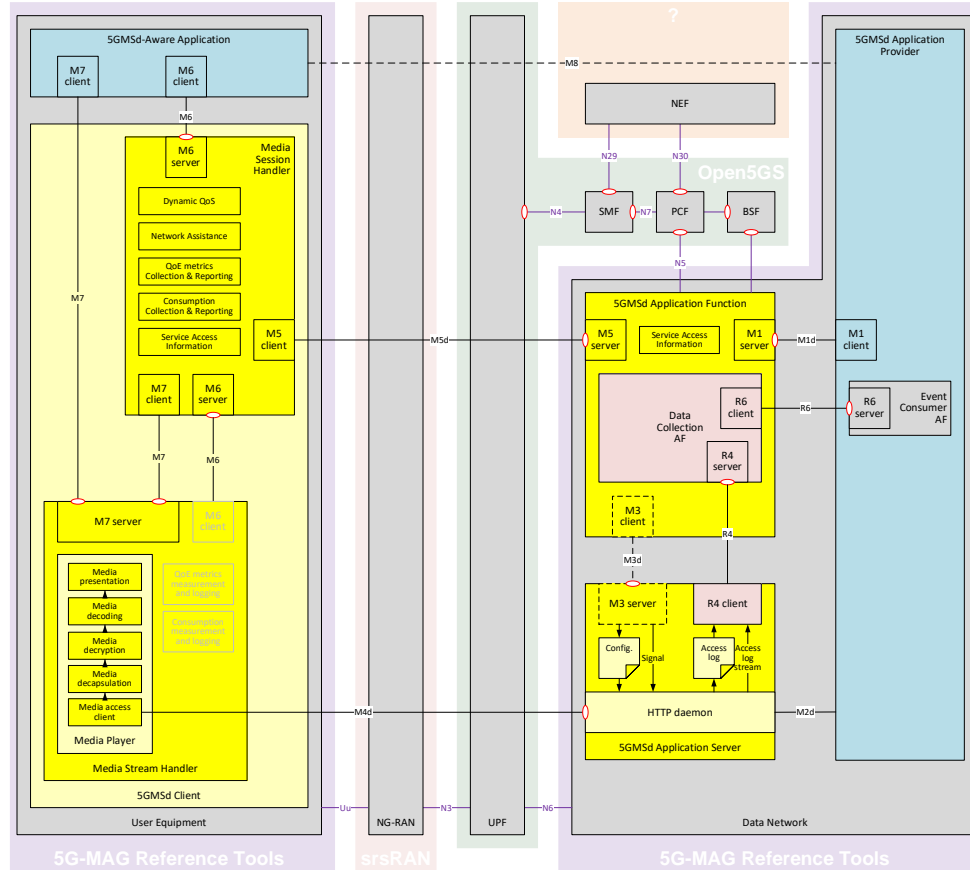 ?
5GMSd-Aware Application
M7
client
M6
client
M8
5GMSd Application
Provider
NEF
M6
N29
N30
Open5GS
M6
server
Media
Session
Handler
Dynamic QoS
Network Assistance
QoE metrics
Collection & Reporting
Consumption
Collection & Reporting
Service Access
Information
M5
client
M7
client
M6
server
M7
N4
SMF
N7
PCF
BSF
N5
5GMSd Application Function
M5
server
Service Access
Information
M1
server
M5d
M1d
M1
client
Data
Collection
AF
R6
client
R6
R6
server
Event
Consumer
AF
R4
server
M7
M6
M7 server
M6
client
M3
client
M3d
R4
Media
presentation
Media
decoding
Media
decryption
Media
decapsulation
Media access
client
Media Player
QoE metrics
measurement
and logging
Consumption
measurement
and logging
M3 server
R4 client
Config.
Signal
Access
log
Access
log
stream
M4d
HTTP daemon
M2d
5GMSd Application Server
Media Stream Handler
5GMSd Client
Uu
N3
N6
User Equipment
NG-RAN
UPF
Data Network
5G-MAG Reference Tools
srsRAN
5G-MAG Reference Tools